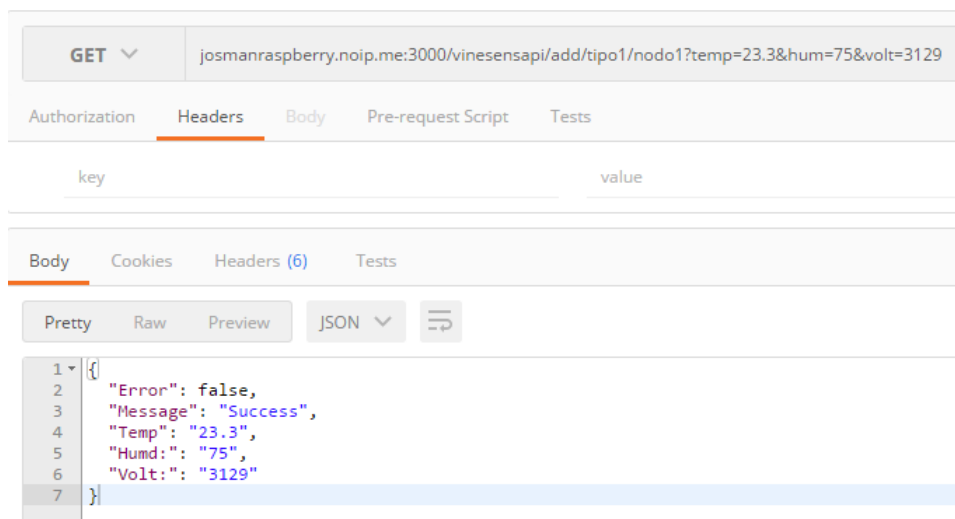 GET josmanraspberry.noip.me:3000/vinesensapi/add/tipo1/nodo1?temp=23.3&hum=75&volt=3129
Authorization Headers Body Pre-request Script Tests
key value
Body Cookies Headers (6) Tests
Pretty Raw Preview JSON
1 {
2 "Error": false,
3 "Message": "Success",
4 "Temp": "23.3",
5 "Humd:": "75",
6 "Volt:": "3129"
7 }